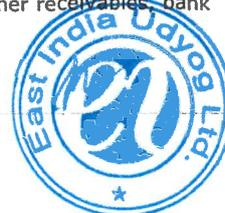 her receivables, bank
East India Udyog Ltd.